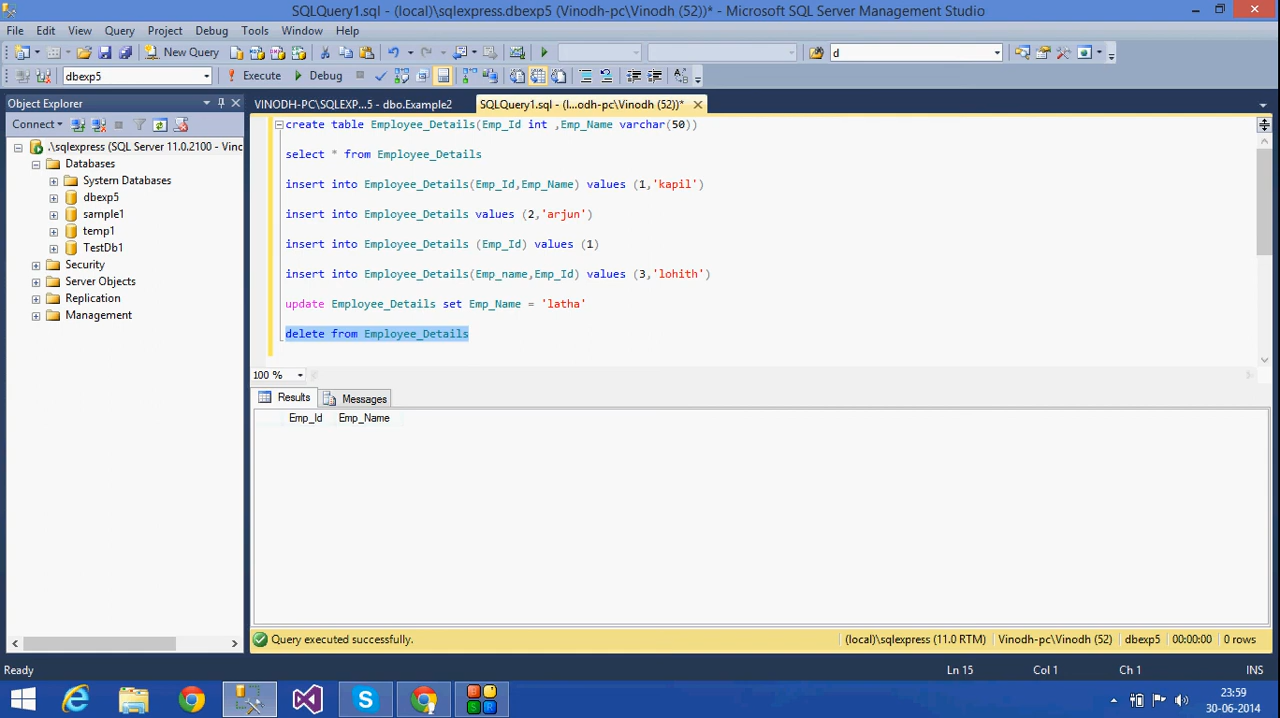 SQLQuery1.sql - (local)\sqlexpress.dbexp5 (Vinodh-pc\Vinodh (52))* - Microsoft SQL Server Management Studio
File Edit View Query Project Debug Tools Window Help
New Query d
dbexp5 Execute Debug
Object Explorer
Connect
.\sqlexpress (SQL Server 11.0.2100 - Vinc
Databases
System Databases
dbexp5
sample1
temp1
TestDb1
Security
Server Objects
Replication
Management
VINODH-PC\SQLEXP...5 - dbo.Example2 SQLQuery1.sql - (l...odh-pc\Vinodh (52))*
create table Employee_Details(Emp_Id int ,Emp_Name varchar(50))
select * from Employee_Details
insert into Employee_Details(Emp_Id,Emp_Name) values (1,'kapil')
insert into Employee_Details values (2,'arjun')
insert into Employee_Details (Emp_Id) values (1)
insert into Employee_Details(Emp_name,Emp_Id) values (3,'lohith')
update Employee_Details set Emp_Name = 'latha'
delete from Employee_Details
100 %
Results Messages
Emp_Id Emp_Name
Query executed successfully. (local)\sqlexpress (11.0 RTM) Vinodh-pc\Vinodh (52) dbexp5 00:00:00 0 rows
Ready Ln 15 Col 1 Ch 1 INS
23:59
30-06-2014